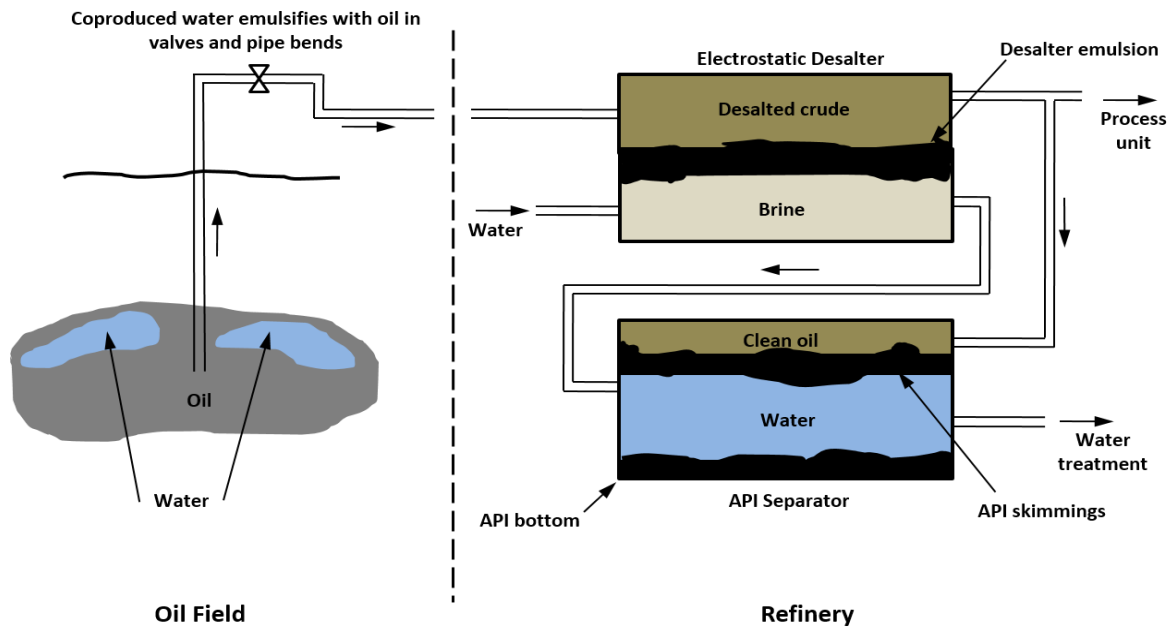 Coproduced water emulsifies with oil in
valves and pipe bends
Oil
Water
Oil Field
Electrostatic Desalter
Desalter emulsion
Desalted crude
Process
unit
Brine
Water
Clean oil
Water
Water
treatment
API bottom
API Separator
API skimmings
Refinery